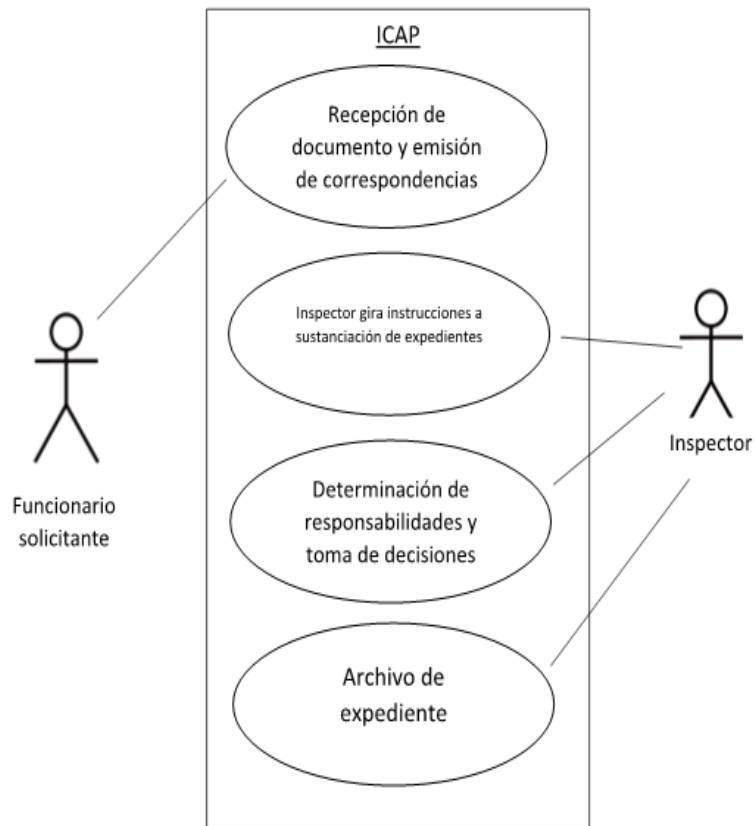 ICAP
Recepción de
documento y emisión
de correspondencias
Inspector gira instrucciones a
sustanciación de expedientes
Inspector
Funcionario
solicitante
Determinación de
responsabilidades y
toma de decisiones
Archivo de
expediente